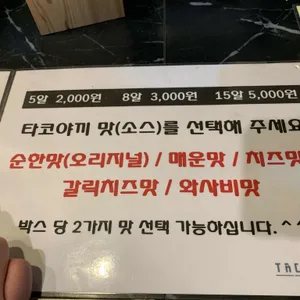 5알 2,000원 8알 3,000원 15알 5,000원
타코야끼 맛(소스)를 선택해 주세요
순한맛(오리지널) / 매운맛 / 치즈맛
갈릭치즈맛 / 와사비맛
박스 당 2가지 맛 선택 가능하십니다. ^^